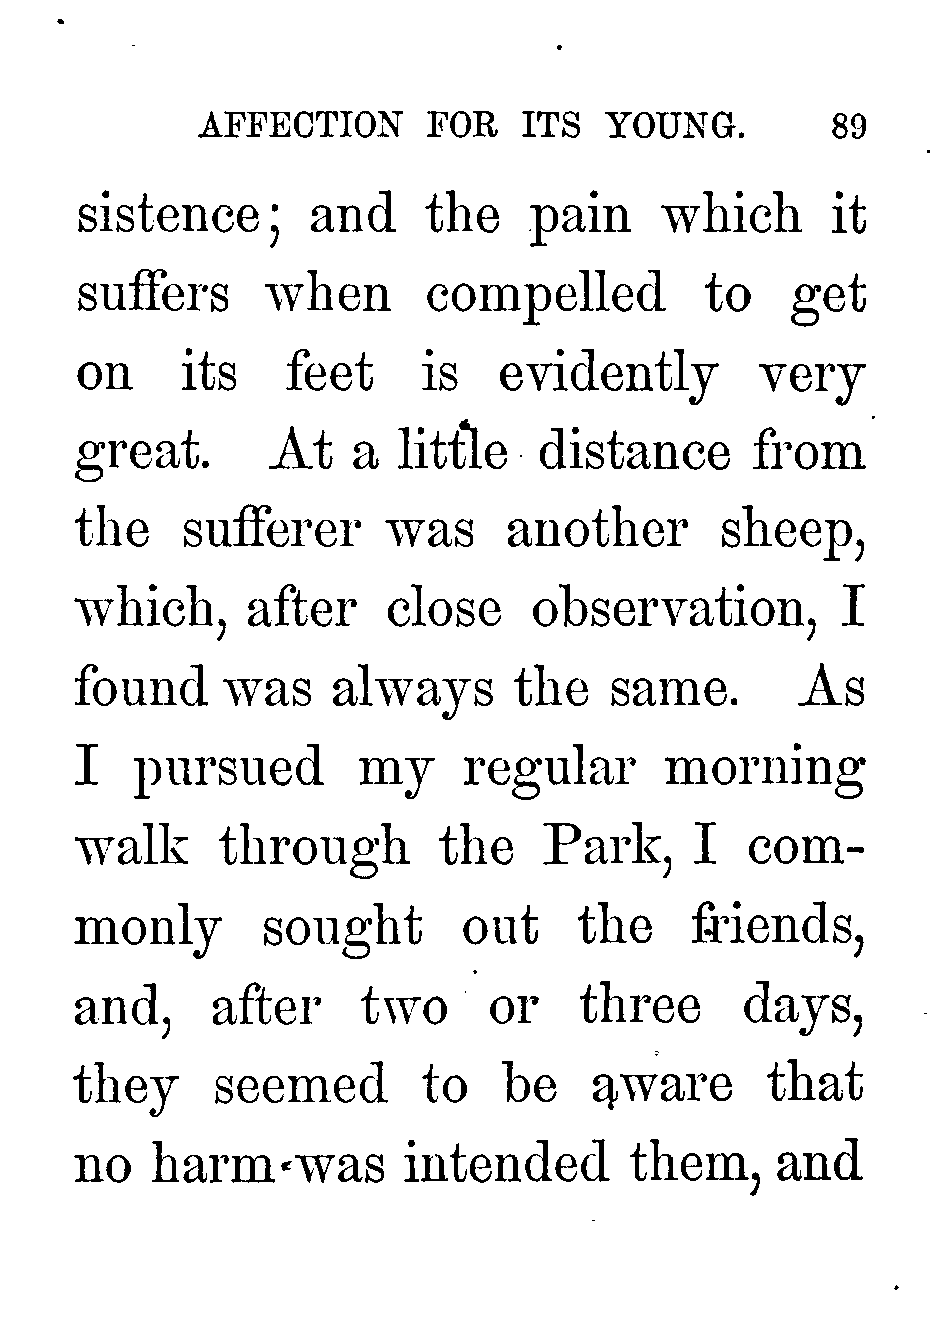 AFFECTION FOR ITS YOUNG. 89
sistence; and the pain which it
suffers when compelled to get
on its feet is evidently very
great. At a little distance from
the sufferer was another sheep,
which, after close observation, I
found was always the same. As
I pursued my regular morning
walk through the Park, I com-
monly sought out the friends,
and, after two or three days,
they seemed to be aware that
no harm was intended them, and